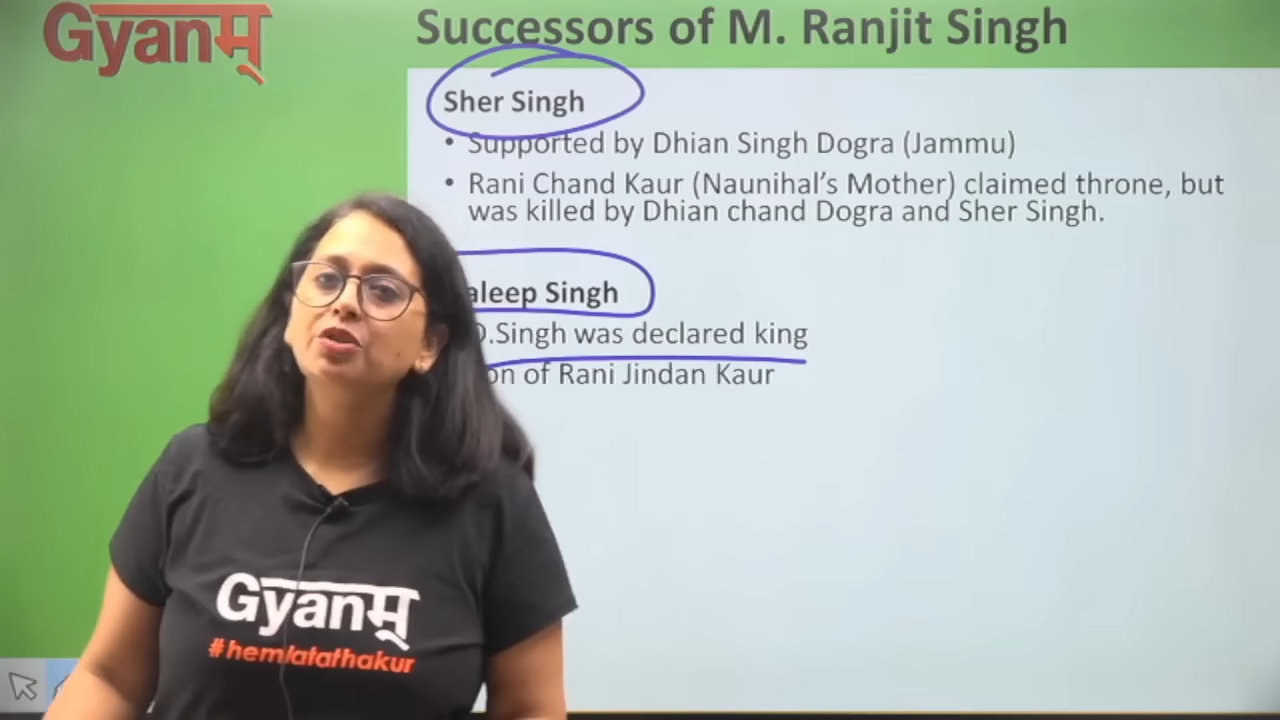 Gyanम्
Successors of M. Ranjit Singh
Sher Singh
• Supported by Dhian Singh Dogra (Jammu)
• Rani Chand Kaur (Naunihal's Mother) claimed throne, but
was killed by Dhian chand Dogra and Sher Singh.
aleep Singh
D.Singh was declared king
on of Rani Jindan Kaur
Gyanम्
#hemlatathakur